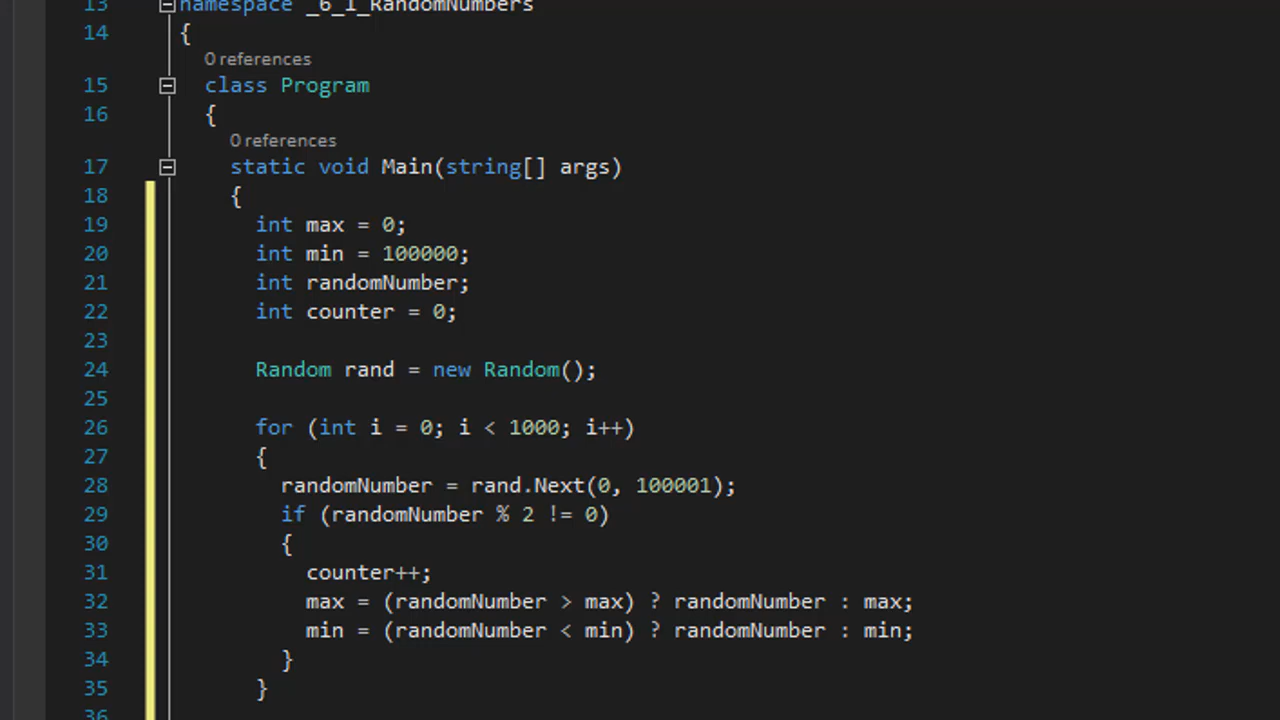 13 namespace _6_1_RandomNumbers
14 {
0 references
15 class Program
16 {
0 references
17 static void Main(string[] args)
18 {
19 int max = 0;
20 int min = 100000;
21 int randomNumber;
22 int counter = 0;
23
24 Random rand = new Random();
25
26 for (int i = 0; i < 1000; i++)
27 {
28 randomNumber = rand.Next(0, 100001);
29 if (randomNumber % 2 != 0)
30 {
31 counter++;
32 max = (randomNumber > max) ? randomNumber : max;
33 min = (randomNumber < min) ? randomNumber : min;
34 }
35 }
36